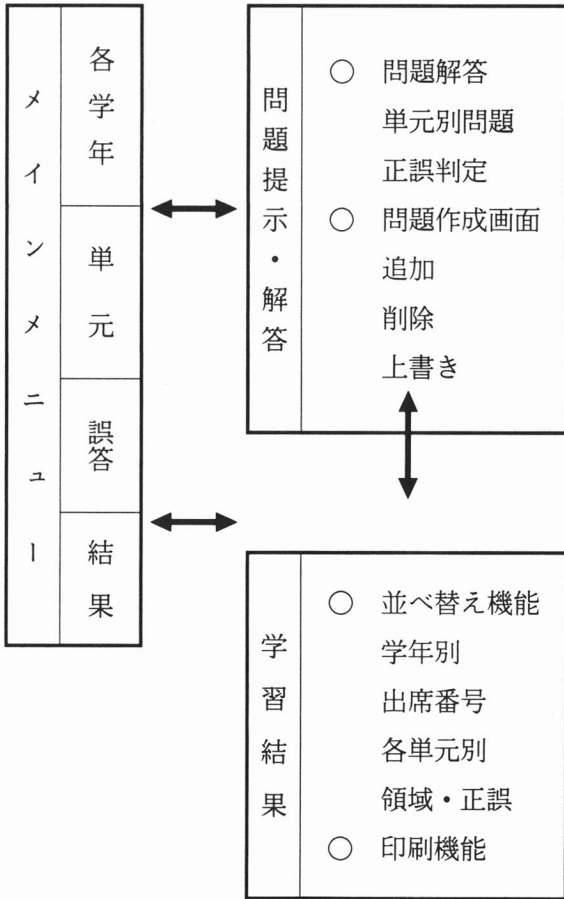 メインメニュー
各学年
単元
誤答
結果
問題提示・解答
○ 問題解答
単元別問題
正誤判定
○ 問題作成画面
追加
削除
上書き
学習結果
○ 並べ替え機能
学年別
出席番号
各単元別
領域・正誤
○ 印刷機能